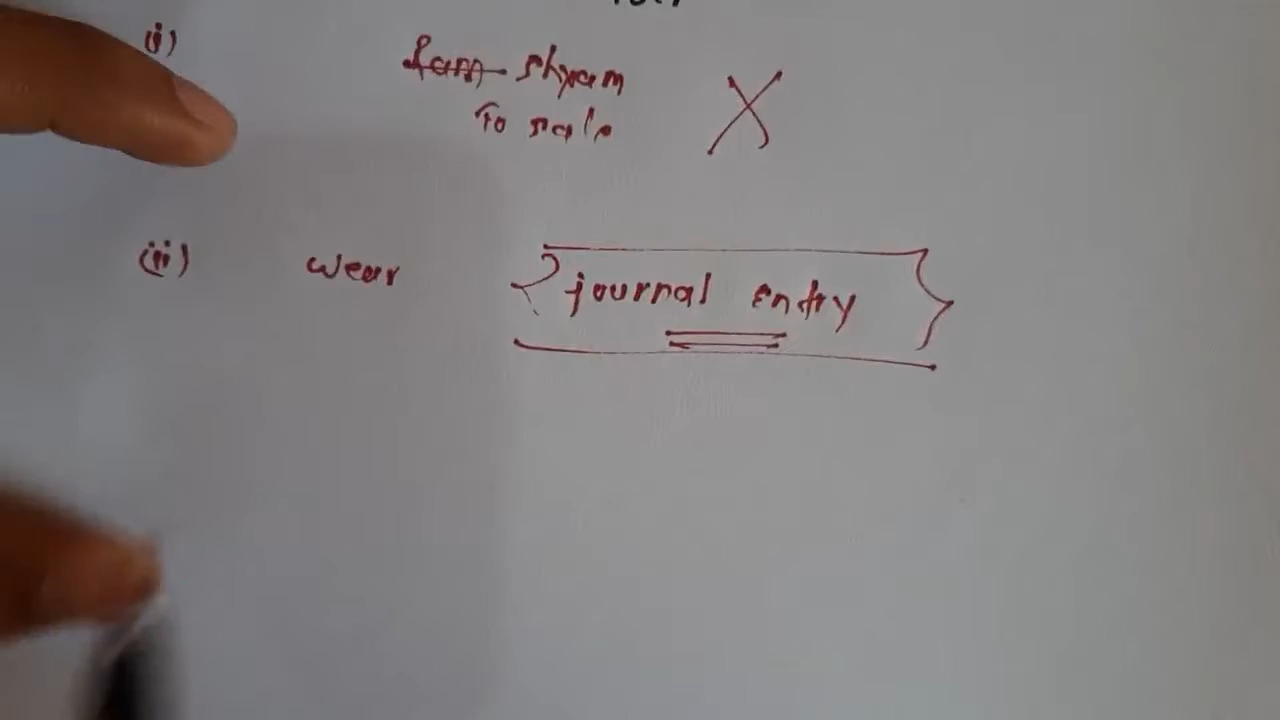 (i)
Ram shyam
To sale X
(ii) wear {journal entry}